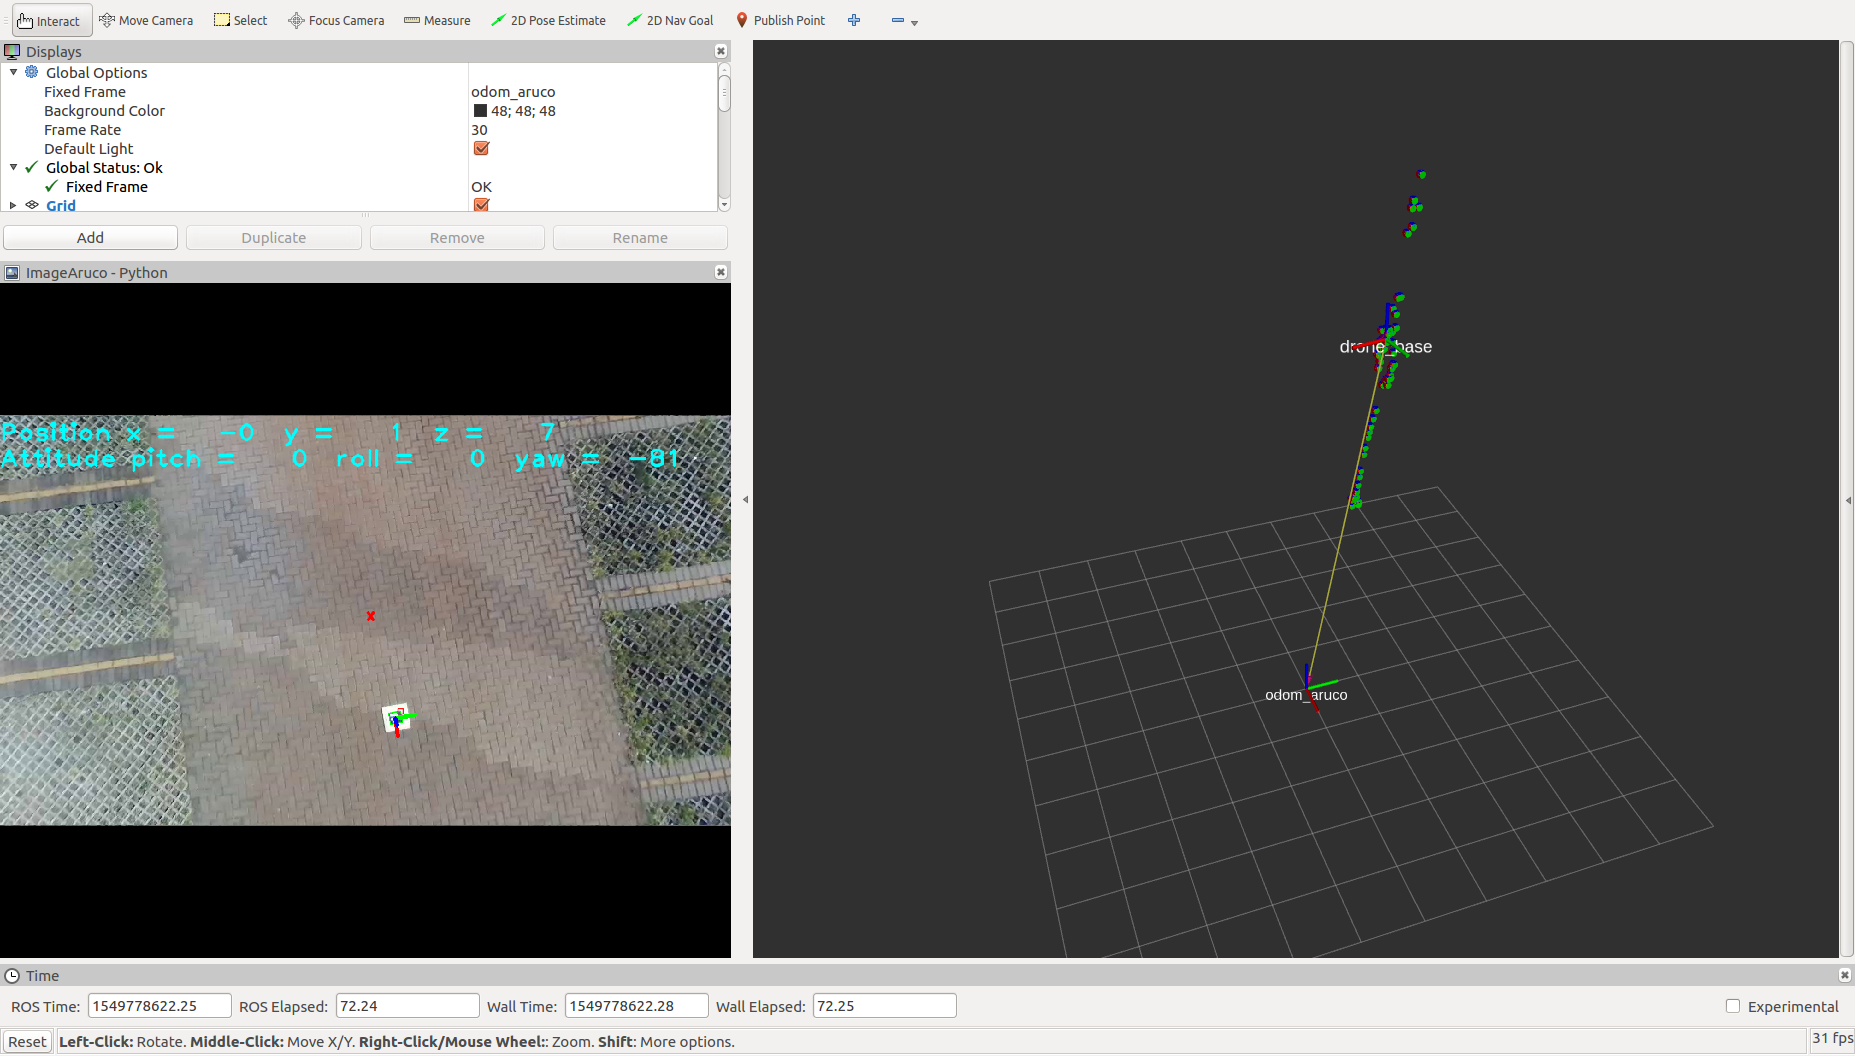 Interact Move Camera Select Focus Camera Measure 2D Pose Estimate 2D Nav Goal Publish Point
Displays
Global Options
Fixed Frame odom_aruco
Background Color 48; 48; 48
Frame Rate 30
Default Light
Global Status: Ok
Fixed Frame OK
Grid
Add Duplicate Remove Rename
ImageAruco - Python
Position x = -0 y = 1 z = 7
Attitude pitch = 0 roll = 0 yaw = -81
drone_base
odom_aruco
Time
ROS Time: 1549778622.25 ROS Elapsed: 72.24 Wall Time: 1549778622.28 Wall Elapsed: 72.25 Experimental
Reset Left-Click: Rotate. Middle-Click: Move X/Y. Right-Click/Mouse Wheel:: Zoom. Shift: More options. 31 fps